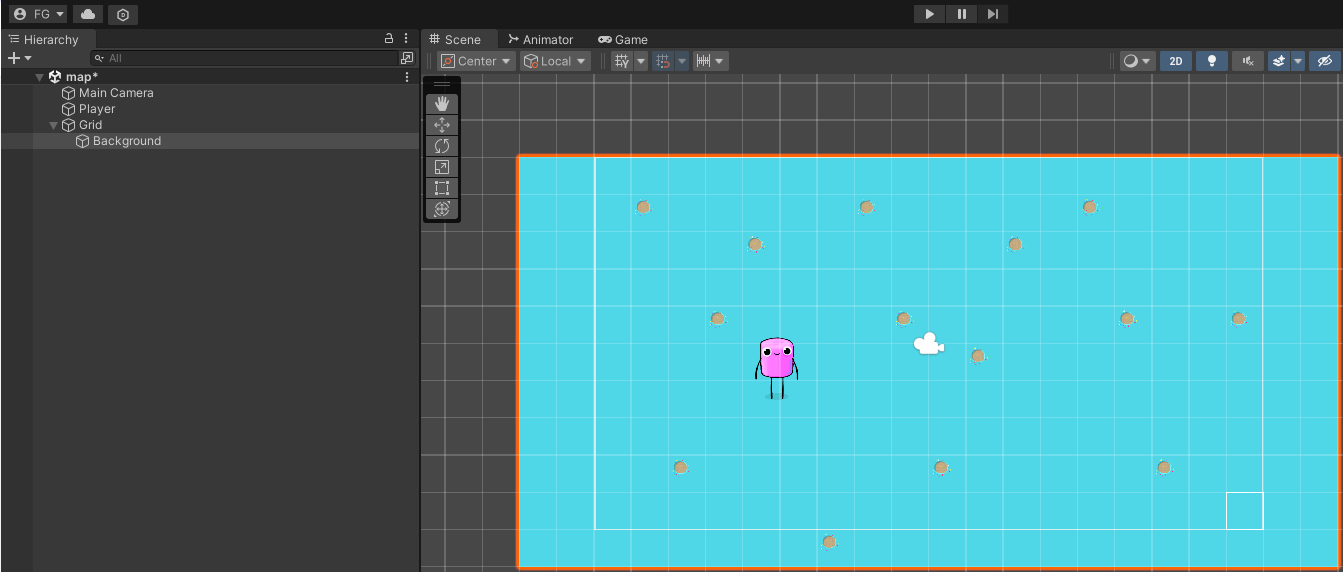 FG
Hierarchy
All
map*
Main Camera
Player
Grid
Background
Scene
Animator
Game
Center
Local
2D